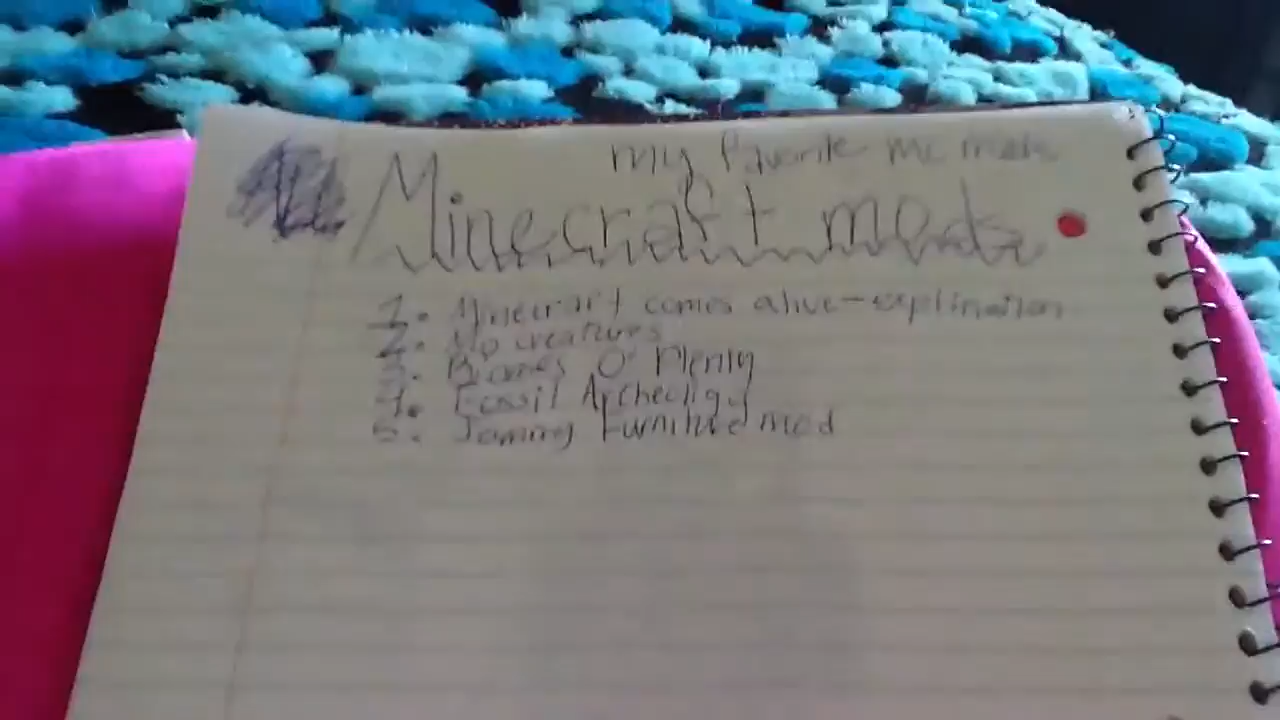 my favorite mc mods
Minecraft mods
1. Minecraft comes alive-explination
2. Mo creatures
3. Biomes O' Plenty
4. Fossil Archeoligy
5. Jammy Furniture mod